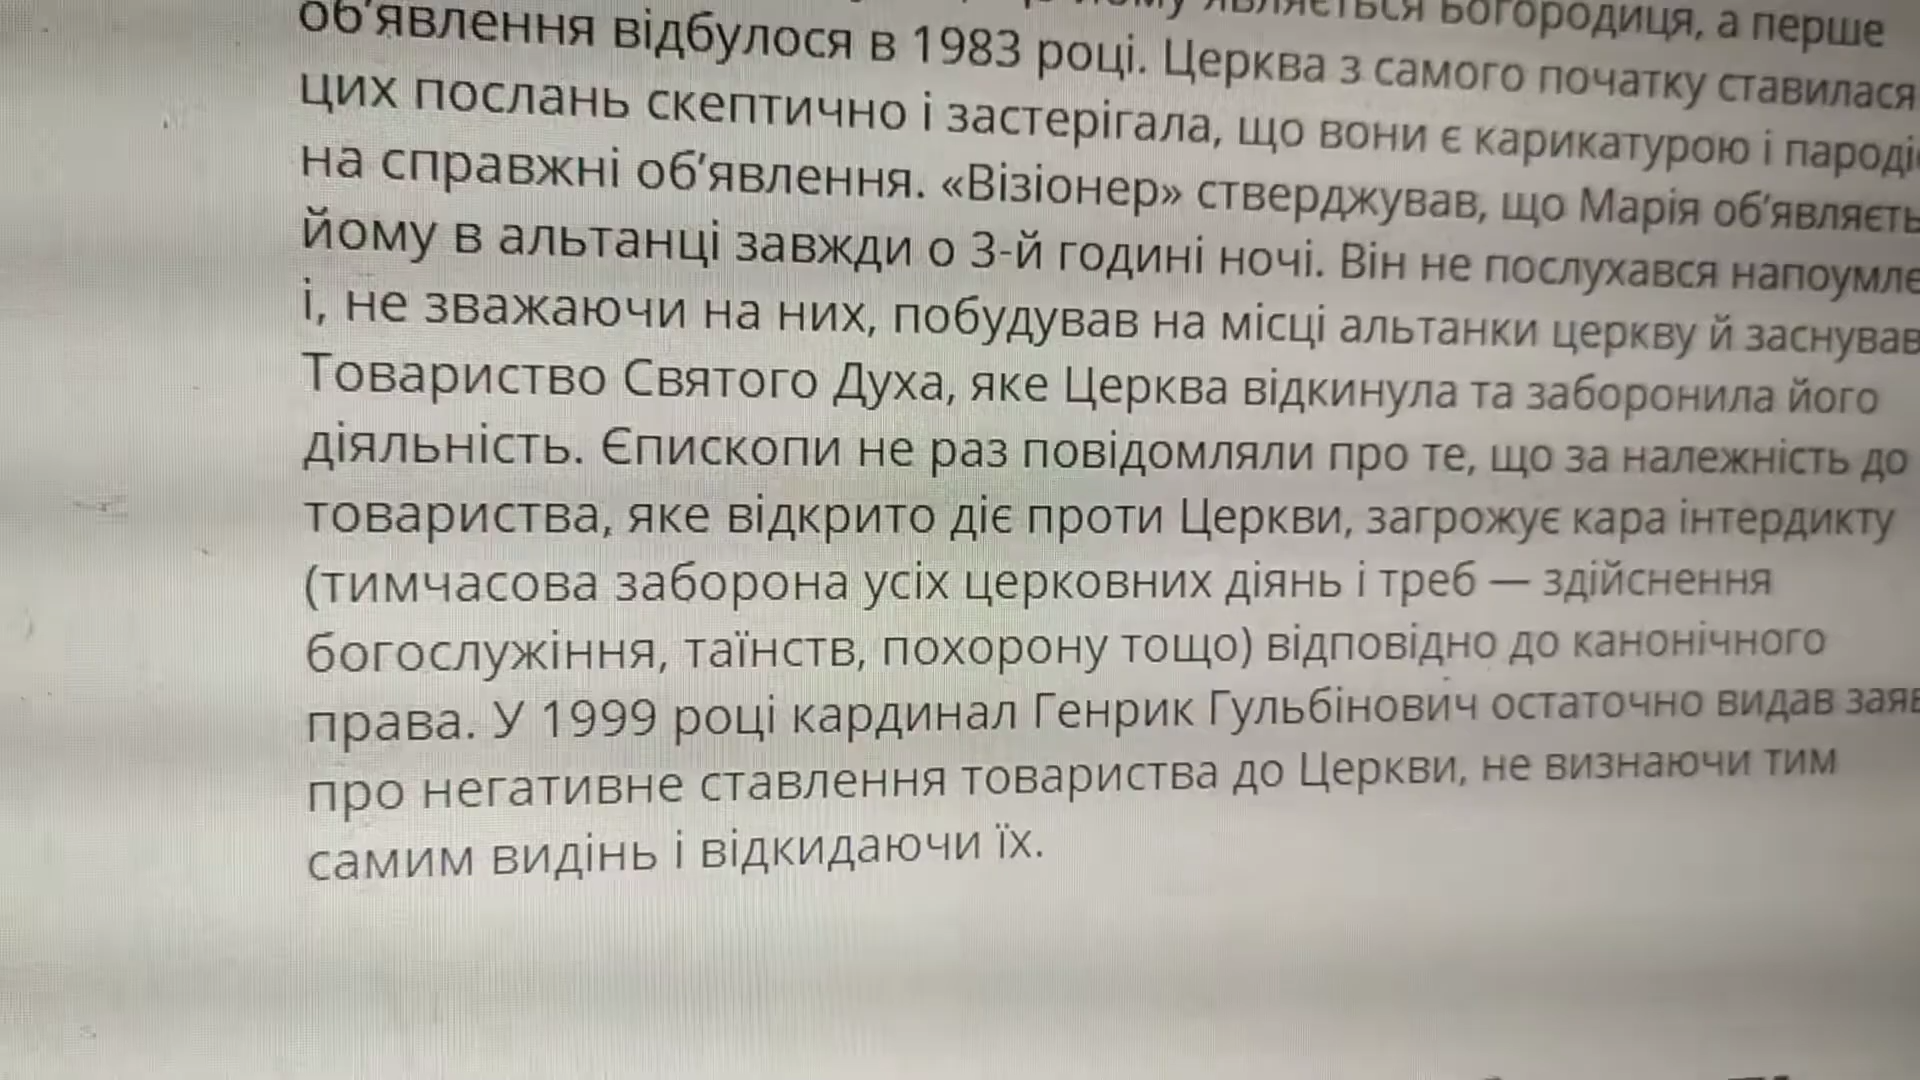 являється Богородиця, а перше
об’явлення відбулося в 1983 році. Церква з самого початку ставилася
цих послань скептично і застерігала, що вони є карикатурою і пароді
на справжні об’явлення. «Візіонер» стверджував, що Марія об’являєть
йому в альтанці завжди о 3-й годині ночі. Він не послухався напоумле
і, не зважаючи на них, побудував на місці альтанки церкву й заснував
Товариство Святого Духа, яке Церква відкинула та заборонила його
діяльність. Єпископи не раз повідомляли про те, що за належність до
товариства, яке відкрито діє проти Церкви, загрожує кара інтердикту
(тимчасова заборона усіх церковних діянь і треб — здійснення
богослужіння, таїнств, похорону тощо) відповідно до канонічного
права. У 1999 році кардинал Генрик Гульбінович остаточно видав заяв
про негативне ставлення товариства до Церкви, не визнаючи тим
самим видінь і відкидаючи їх.